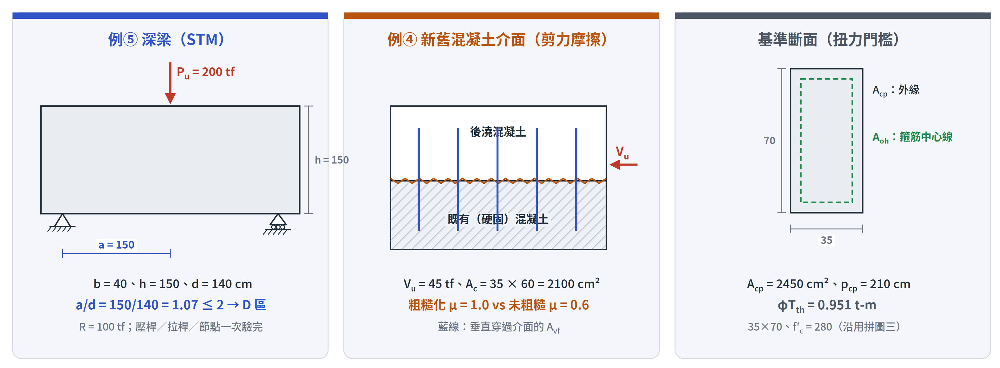 例⑤ 深梁（STM）
Pu = 200 tf
h = 150
a = 150
b = 40、h = 150、d = 140 cm
a/d = 150/140 = 1.07 ≤ 2 → D 區
R = 100 tf；壓桿／拉桿／節點一次驗完
例④ 新舊混凝土介面（剪力摩擦）
後澆混凝土
Vu
既有（硬固）混凝土
Vu = 45 tf、Ac = 35 × 60 = 2100 cm²
粗糙化 μ = 1.0 vs 未粗糙 μ = 0.6
藍線：垂直穿過介面的 Avf
基準斷面（扭力門檻）
Acp：外緣
Aoh：箍筋中心線
70
35
Acp = 2450 cm²、pcp = 210 cm
ϕTth = 0.951 t-m
35×70、f′c = 280（沿用拼圖三）